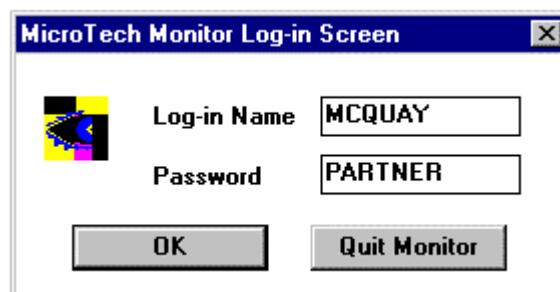 MicroTech Monitor Log-in Screen
Log-in Name MCQUAY
Password PARTNER
OK Quit Monitor